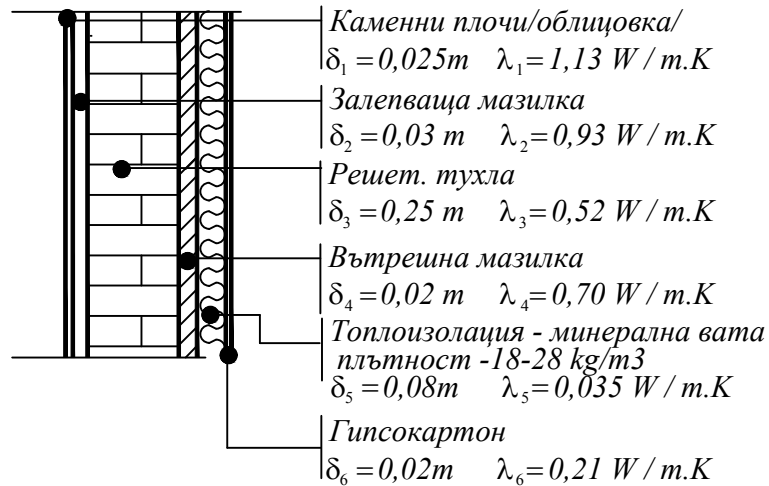 Каменни плочи/облицовка/
δ₁ = 0,025m λ₁= 1,13 W / m.K
Залепваща мазилка
δ₂ = 0,03 m λ₂= 0,93 W / m.K
Решет. тухла
δ₃ = 0,25 m λ₃= 0,52 W / m.K
Вътрешна мазилка
δ₄ = 0,02 m λ₄= 0,70 W / m.K
Топлоизолация - минерална вата
плътност -18-28 kg/m3
δ₅ = 0,08m λ₅= 0,035 W / m.K
Гипсокартон
δ₆ = 0,02m λ₆= 0,21 W / m.K